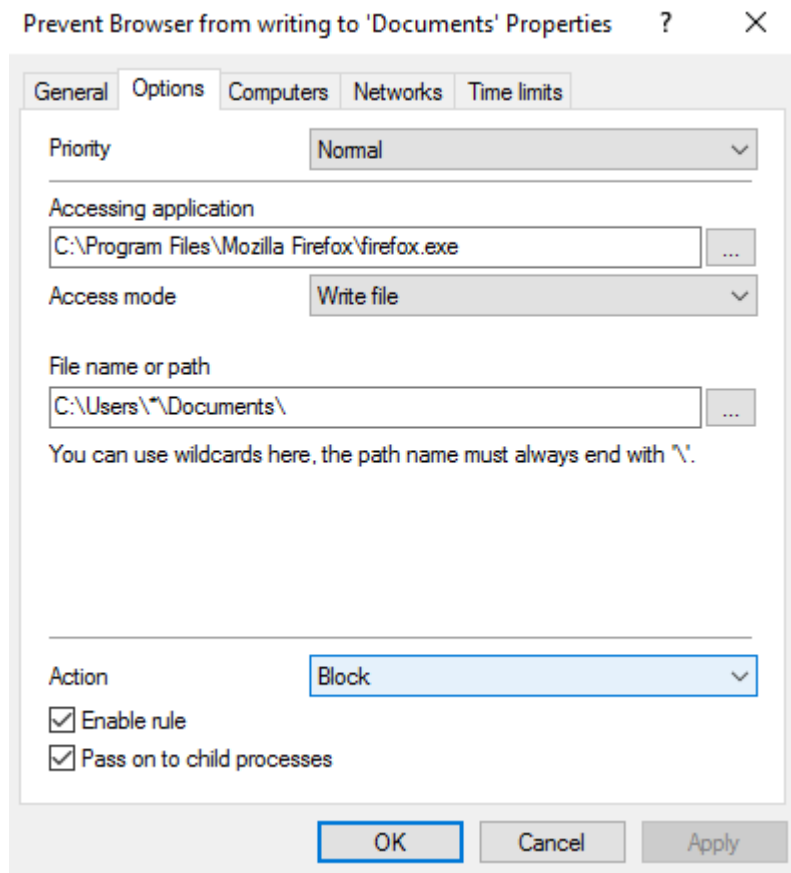 Prevent Browser from writing to 'Documents' Properties ?
General Options Computers Networks Time limits
Priority Normal
Accessing application
C:\Program Files\Mozilla Firefox\firefox.exe ...
Access mode Write file
File name or path
C:\Users\*\Documents\ ...
You can use wildcards here, the path name must always end with '\'.
Action Block
Enable rule
Pass on to child processes
OK Cancel Apply